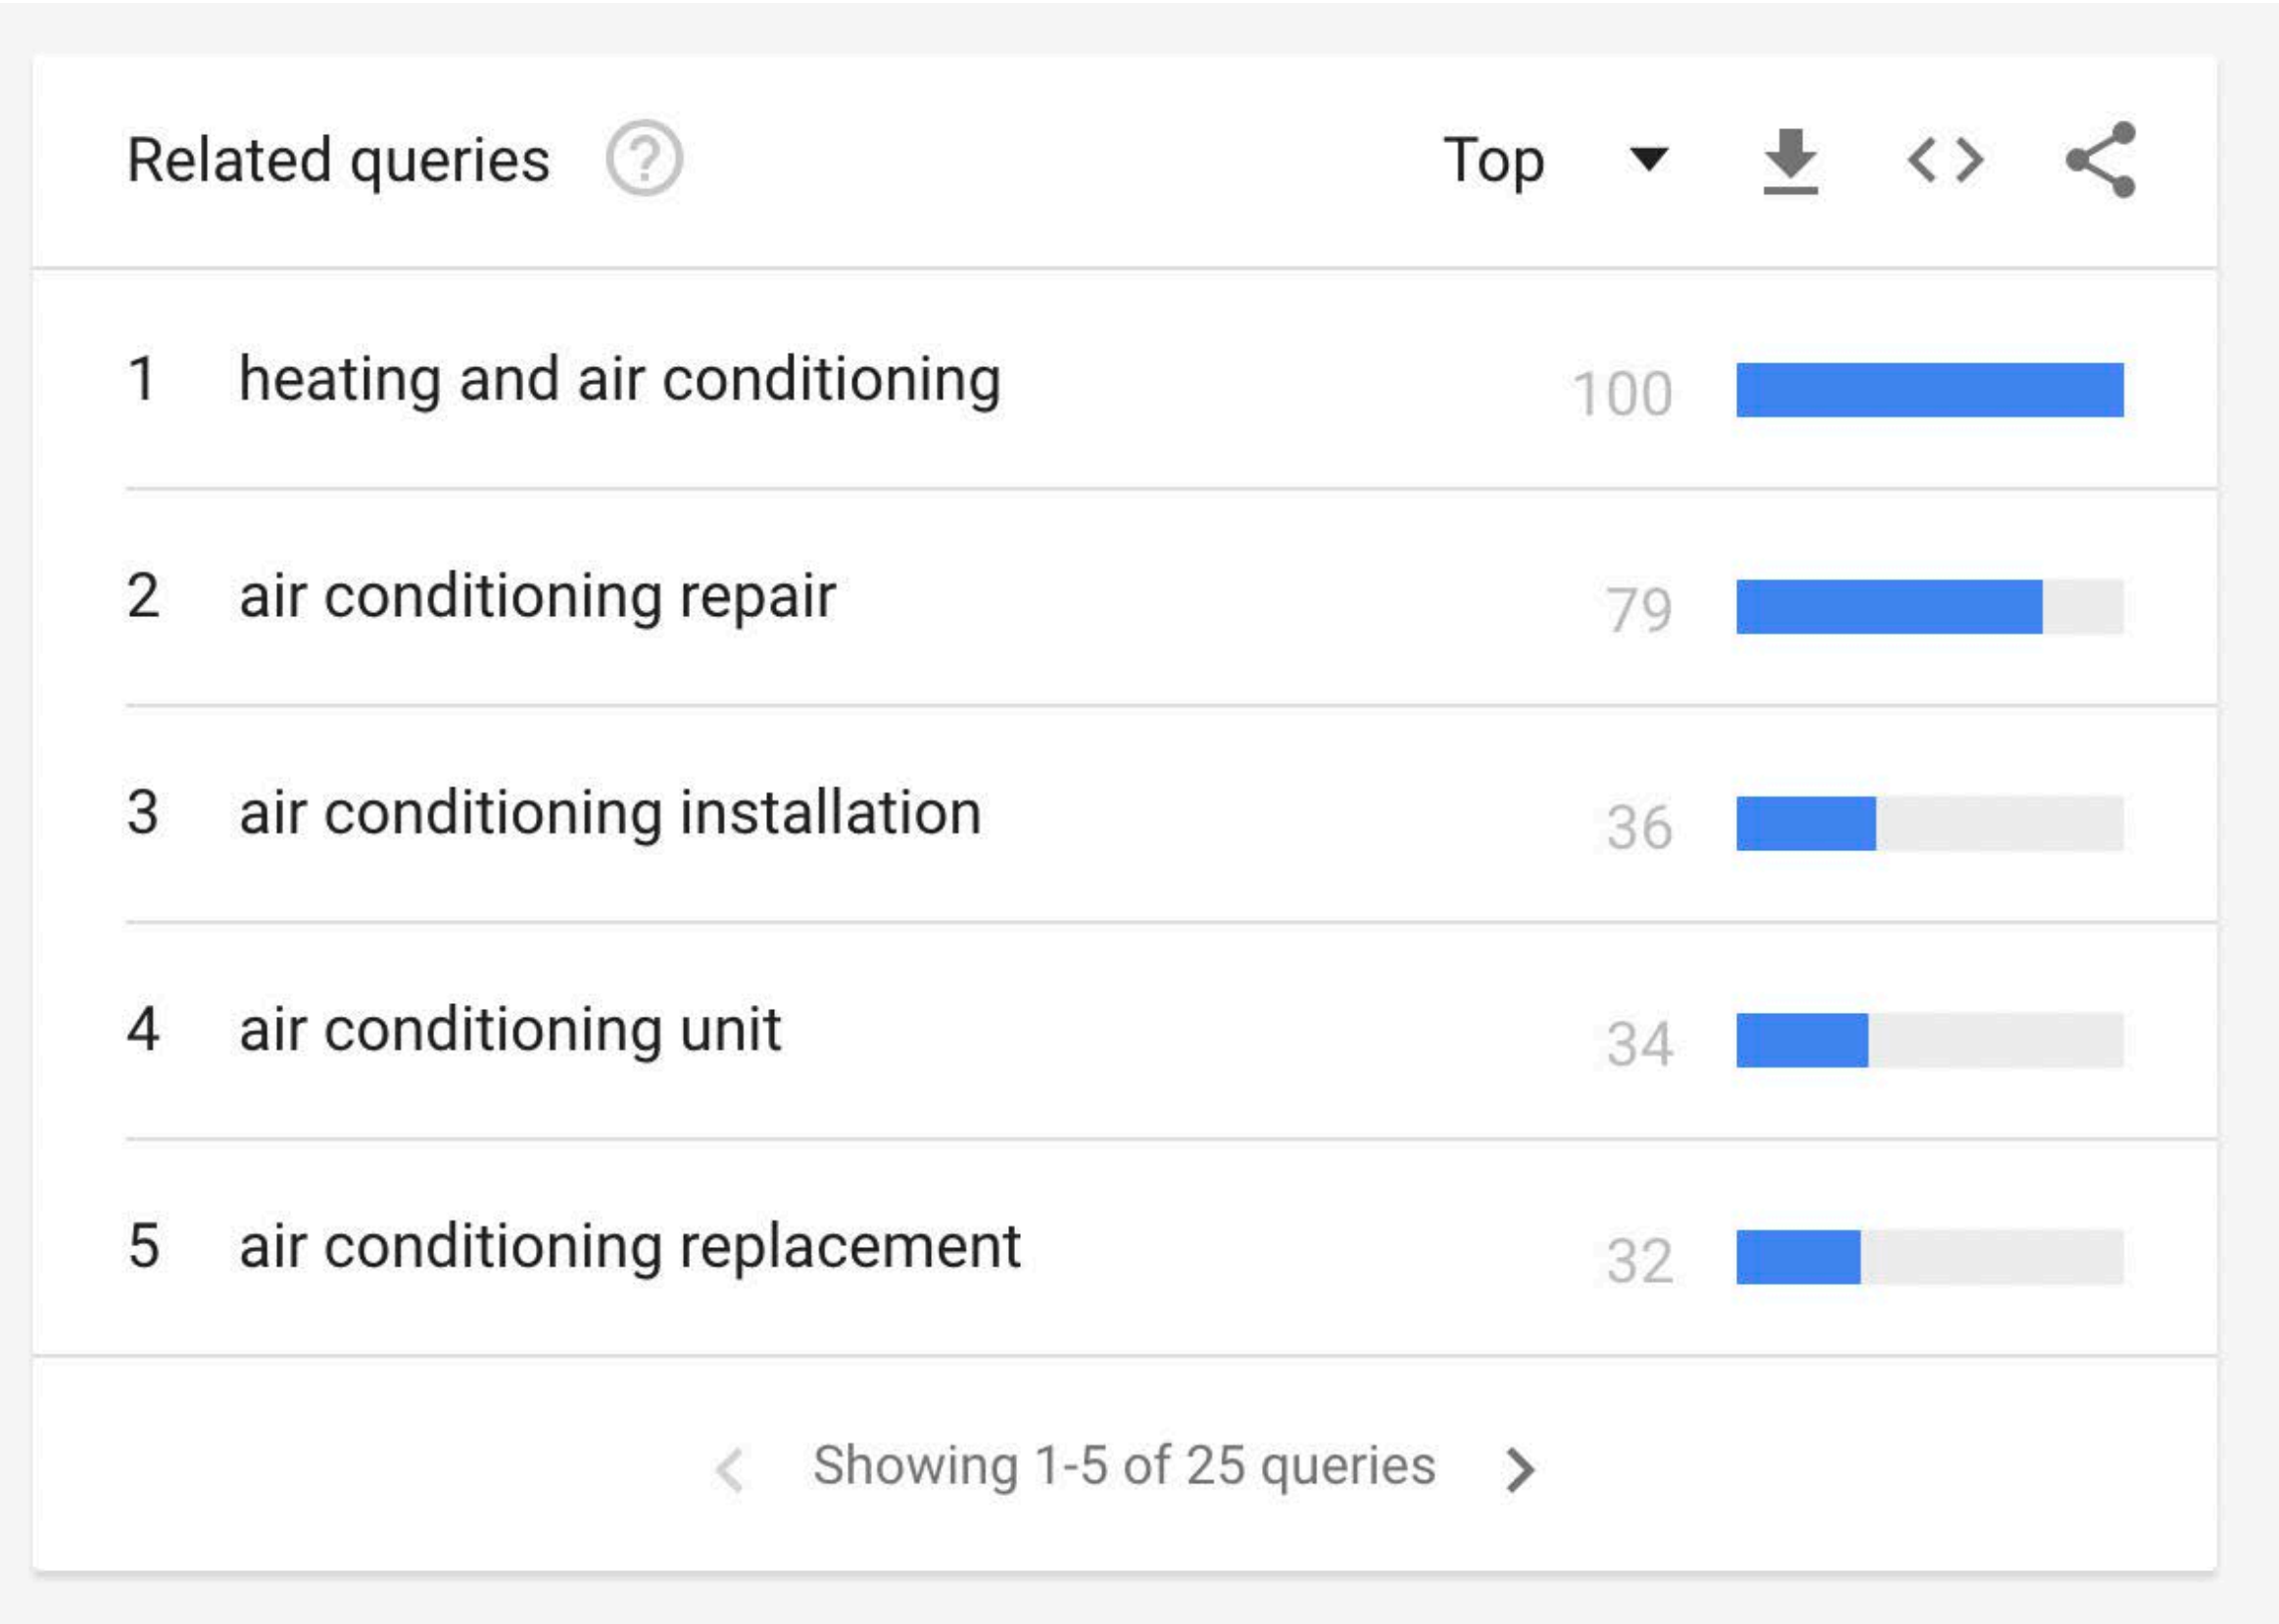 Related queries ? Top
1 heating and air conditioning 100
2 air conditioning repair 79
3 air conditioning installation 36
4 air conditioning unit 34
5 air conditioning replacement 32
Showing 1-5 of 25 queries